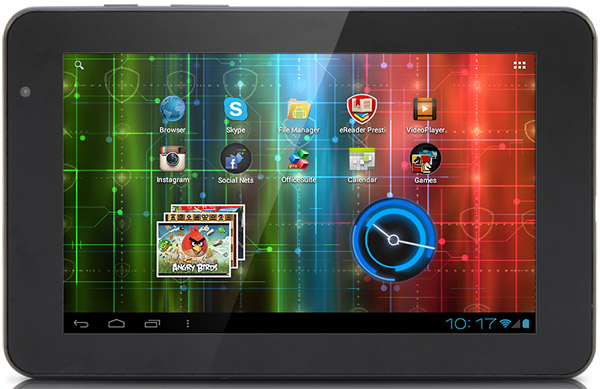 Browser
Skype
File Manager
eReader Presti
VideoPlayer.
Instagram
Social Nets
OfficeSuite
Calendar
Games
ANGRY BIRDS
10:17